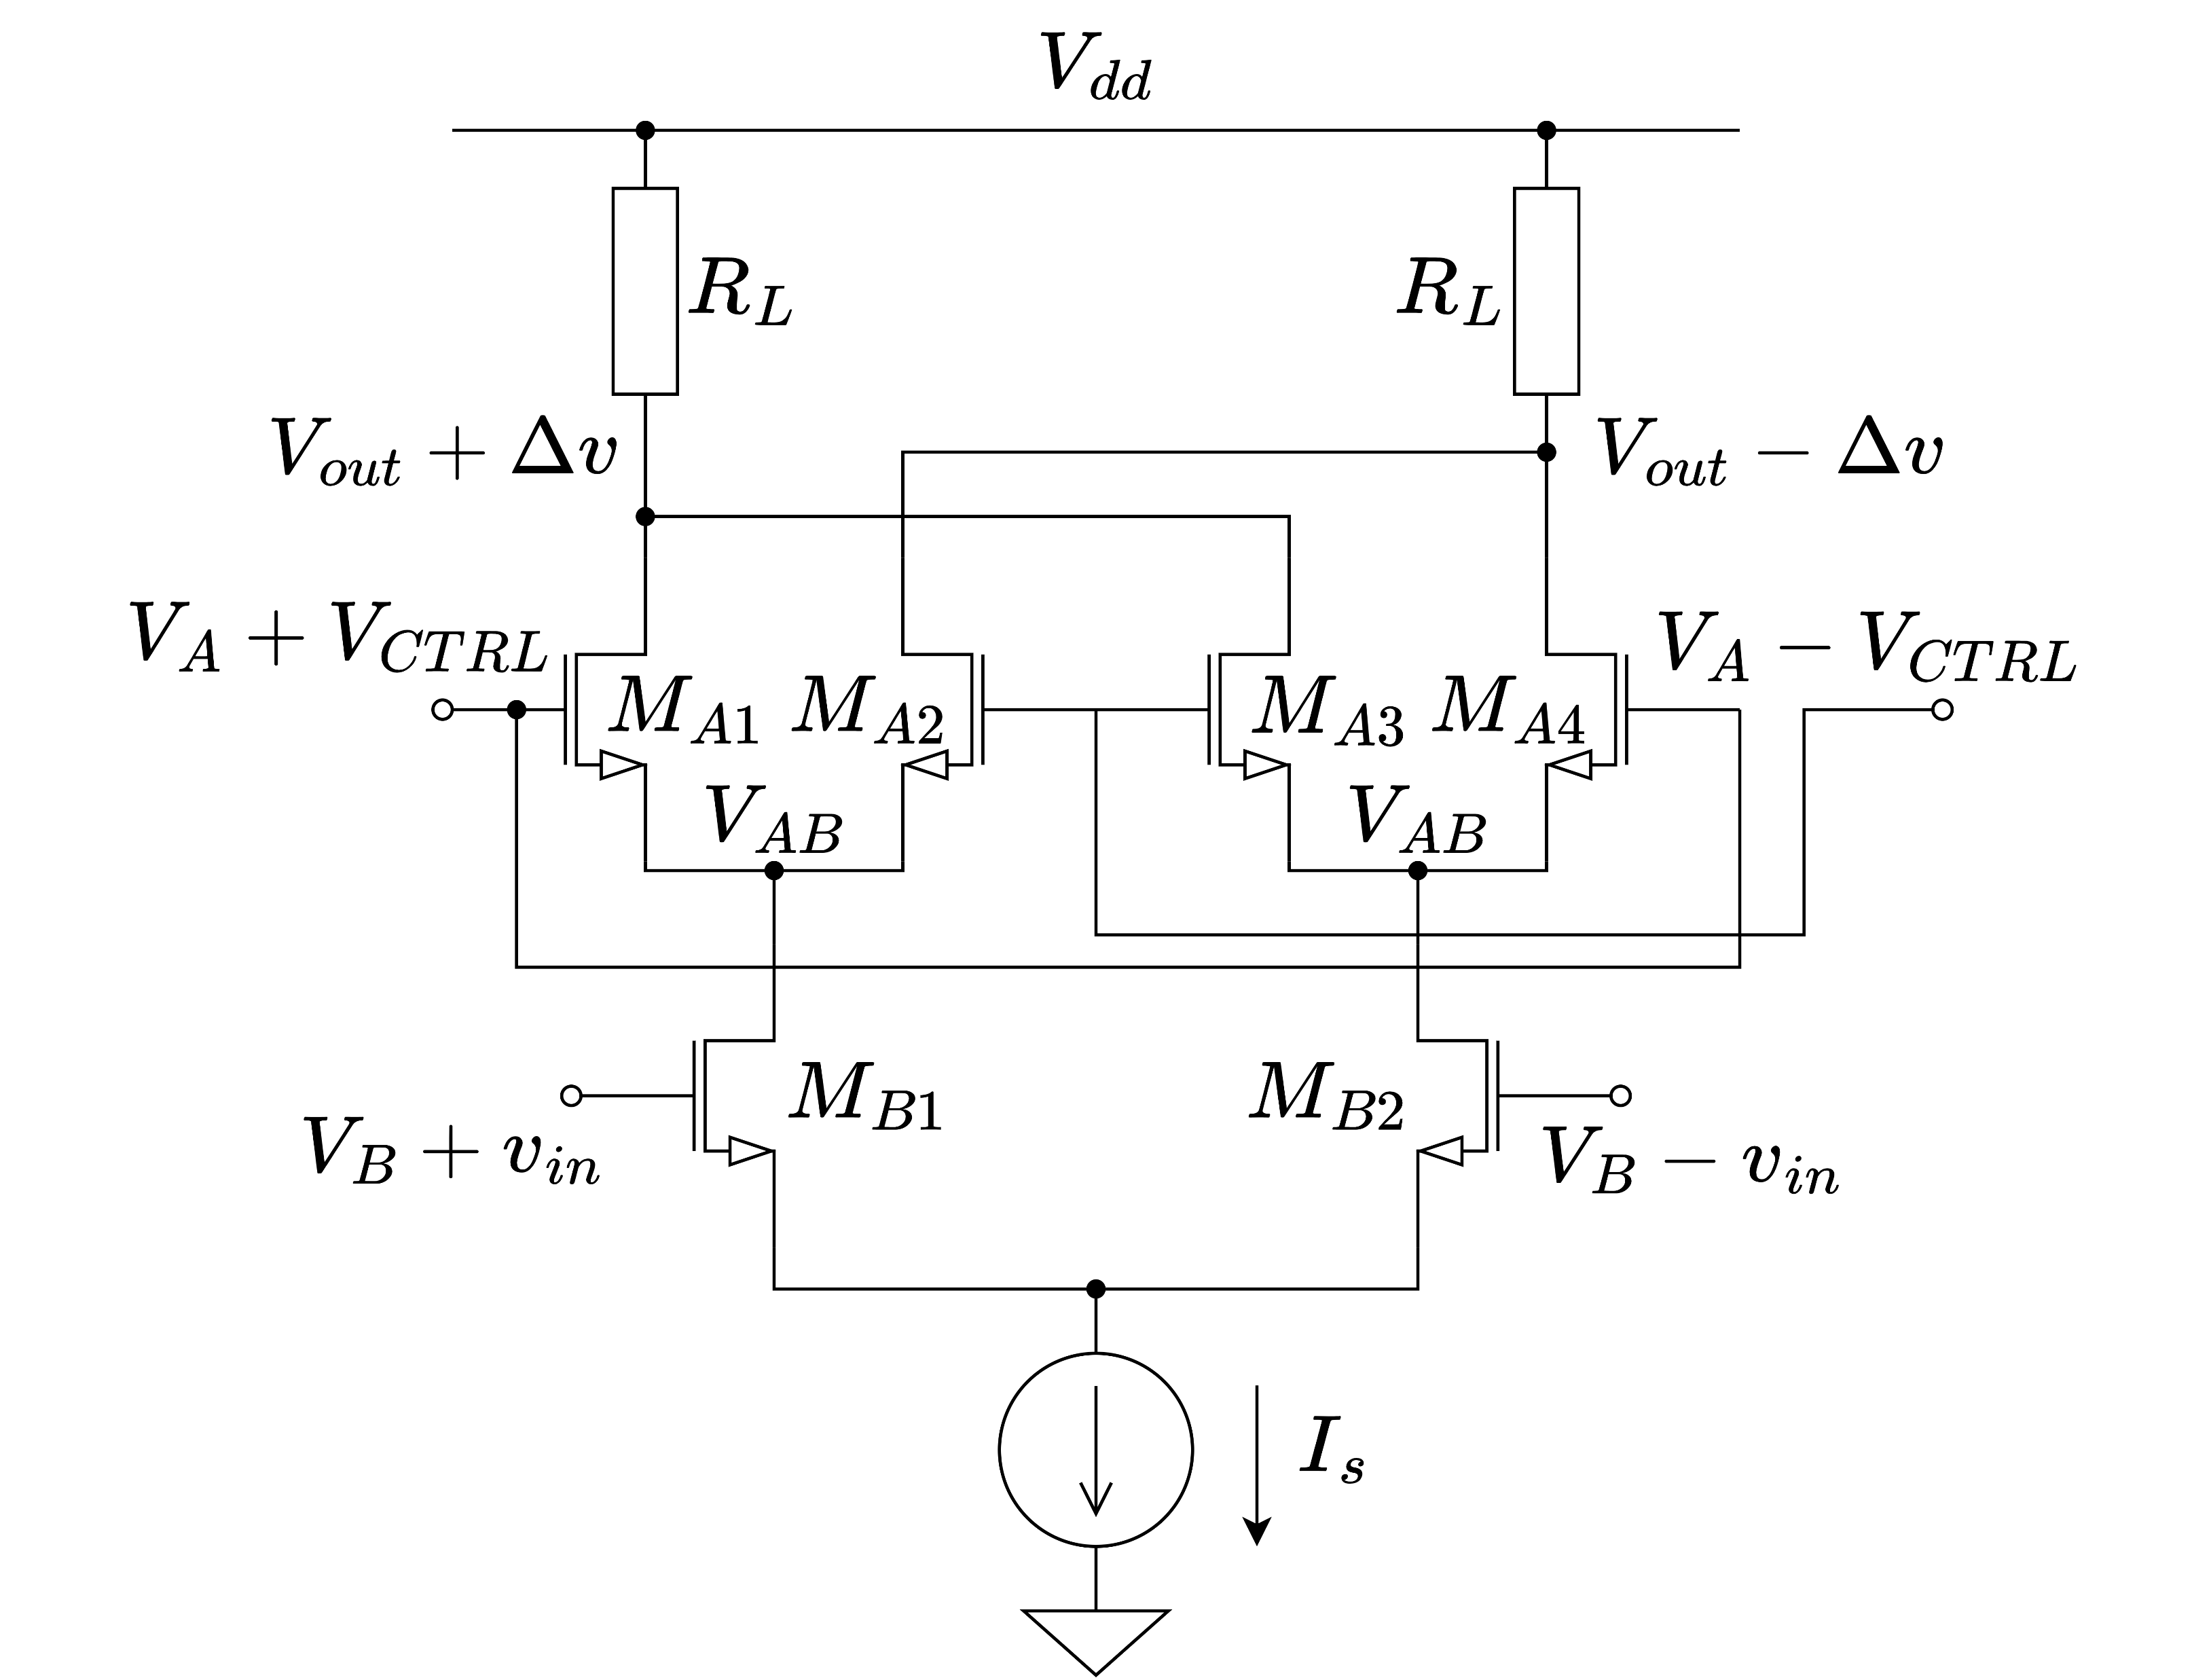 V_dd
R_L
R_L
V_out + Δv
V_out − Δv
V_A + V_CTRL
V_A − V_CTRL
M_A1
M_A2
M_A3
M_A4
V_AB
V_AB
M_B1
M_B2
V_B + v_in
V_B − v_in
I_s